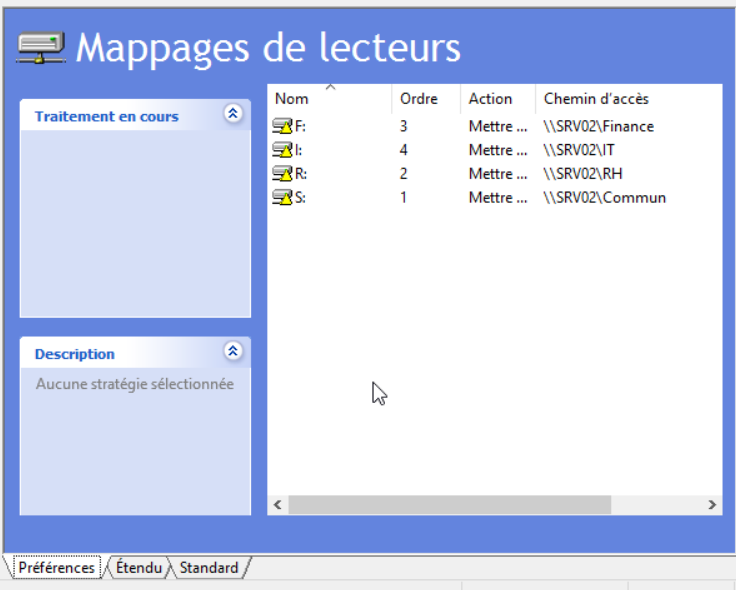 Mappages de lecteurs
Traitement en cours
Description
Aucune stratégie sélectionnée
Nom Ordre Action Chemin d'accès
F: 3 Mettre ... \\SRV02\Finance
I: 4 Mettre ... \\SRV02\IT
R: 2 Mettre ... \\SRV02\RH
S: 1 Mettre ... \\SRV02\Commun
Préférences Étendu Standard